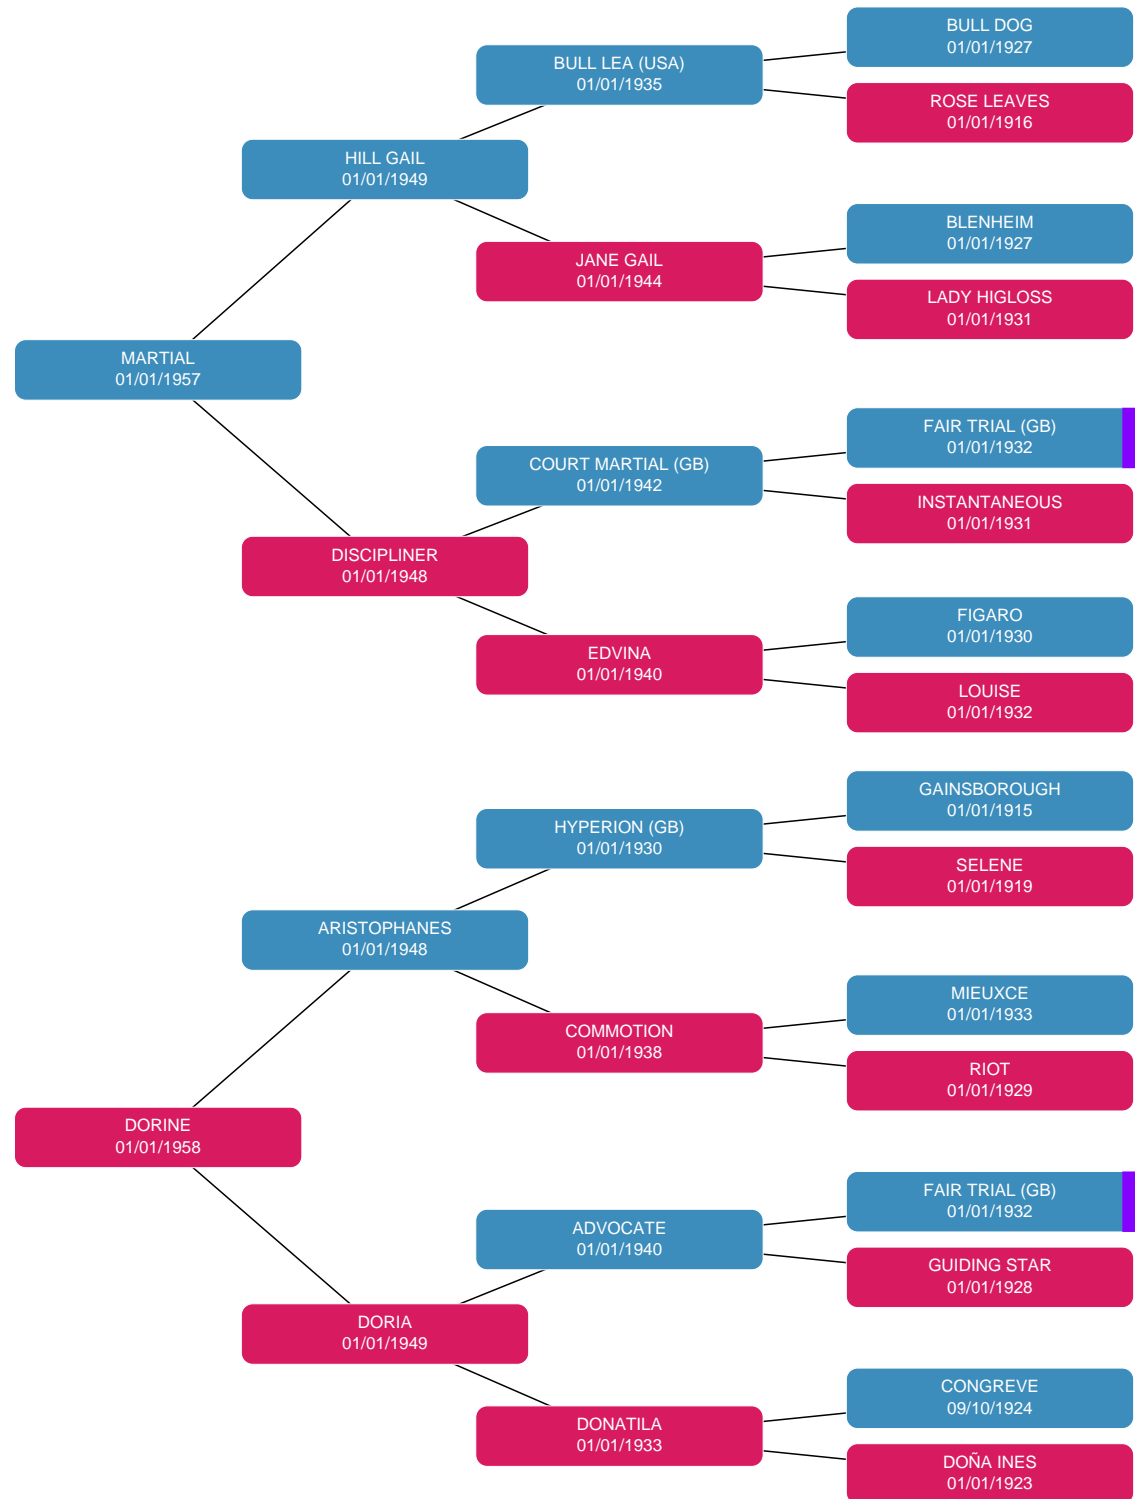 BULL DOG
01/01/1927
BULL LEA (USA)
01/01/1935
ROSE LEAVES
01/01/1916
HILL GAIL
01/01/1949
BLENHEIM
01/01/1927
JANE GAIL
01/01/1944
LADY HIGLOSS
01/01/1931
MARTIAL
01/01/1957
FAIR TRIAL (GB)
01/01/1932
COURT MARTIAL (GB)
01/01/1942
INSTANTANEOUS
01/01/1931
DISCIPLINER
01/01/1948
FIGARO
01/01/1930
EDVINA
01/01/1940
LOUISE
01/01/1932
GAINSBOROUGH
01/01/1915
HYPERION (GB)
01/01/1930
SELENE
01/01/1919
ARISTOPHANES
01/01/1948
MIEUXCE
01/01/1933
COMMOTION
01/01/1938
RIOT
01/01/1929
DORINE
01/01/1958
FAIR TRIAL (GB)
01/01/1932
ADVOCATE
01/01/1940
GUIDING STAR
01/01/1928
DORIA
01/01/1949
CONGREVE
09/10/1924
DONATILA
01/01/1933
DOÑA INES
01/01/1923